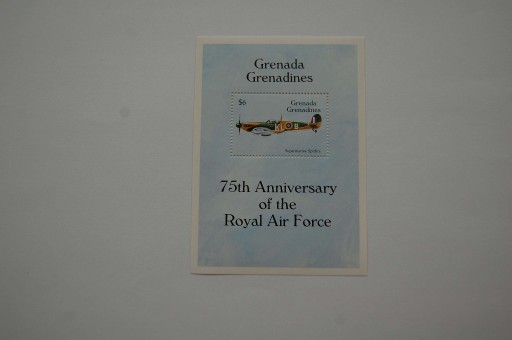 Grenada
Grenadines
$6
Grenada
Grenadines
KL B
Supermarine Spitfire
75th Anniversary
of the
Royal Air Force